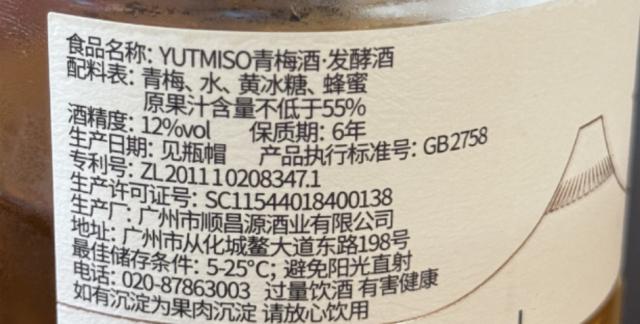 食品名称: YUTMISO青梅酒·发酵酒
配料表: 青梅、水、黄冰糖、蜂蜜
原果汁含量不低于55%
酒精度: 12%vol 保质期: 6年
生产日期: 见瓶帽 产品执行标准号: GB2758
专利号: ZL201110208347.1
生产许可证号: SC11544018400138
生产厂: 广州市顺昌源酒业有限公司
地址: 广州市从化城鳌大道东路198号
最佳储存条件: 5-25°C; 避免阳光直射
电话: 020-87863003 过量饮酒 有害健康
如有沉淀为果肉沉淀 请放心饮用